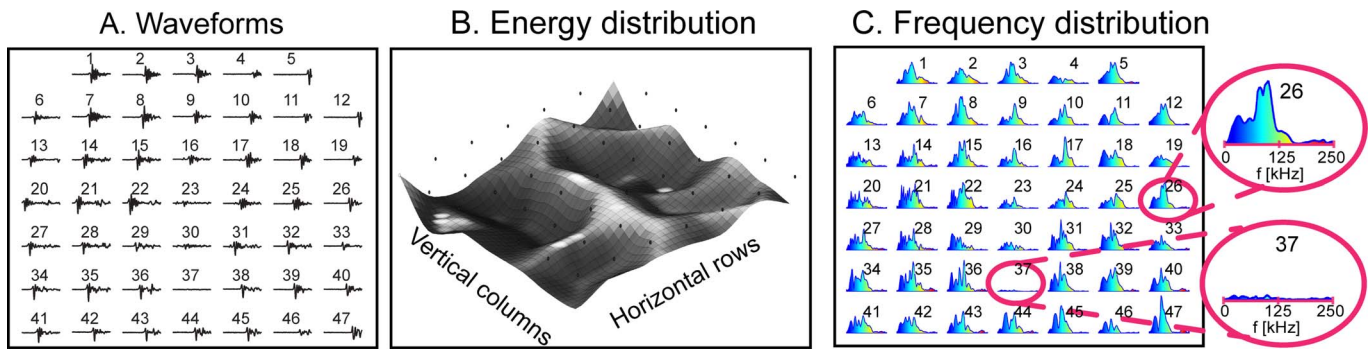 A. Waveforms
1 2 3 4 5
6 7 8 9 10 11 12
13 14 15 16 17 18 19
20 21 22 23 24 25 26
27 28 29 30 31 32 33
34 35 36 37 38 39 40
41 42 43 44 45 46 47
B. Energy distribution
Vertical columns
Horizontal rows
C. Frequency distribution
1 2 3 4 5
6 7 8 9 10 11 12
13 14 15 16 17 18 19
20 21 22 23 24 25 26
27 28 29 30 31 32 33
34 35 36 37 38 39 40
41 42 43 44 45 46 47
26
0 125 250
f [kHz]
37
0 125 250
f [kHz]